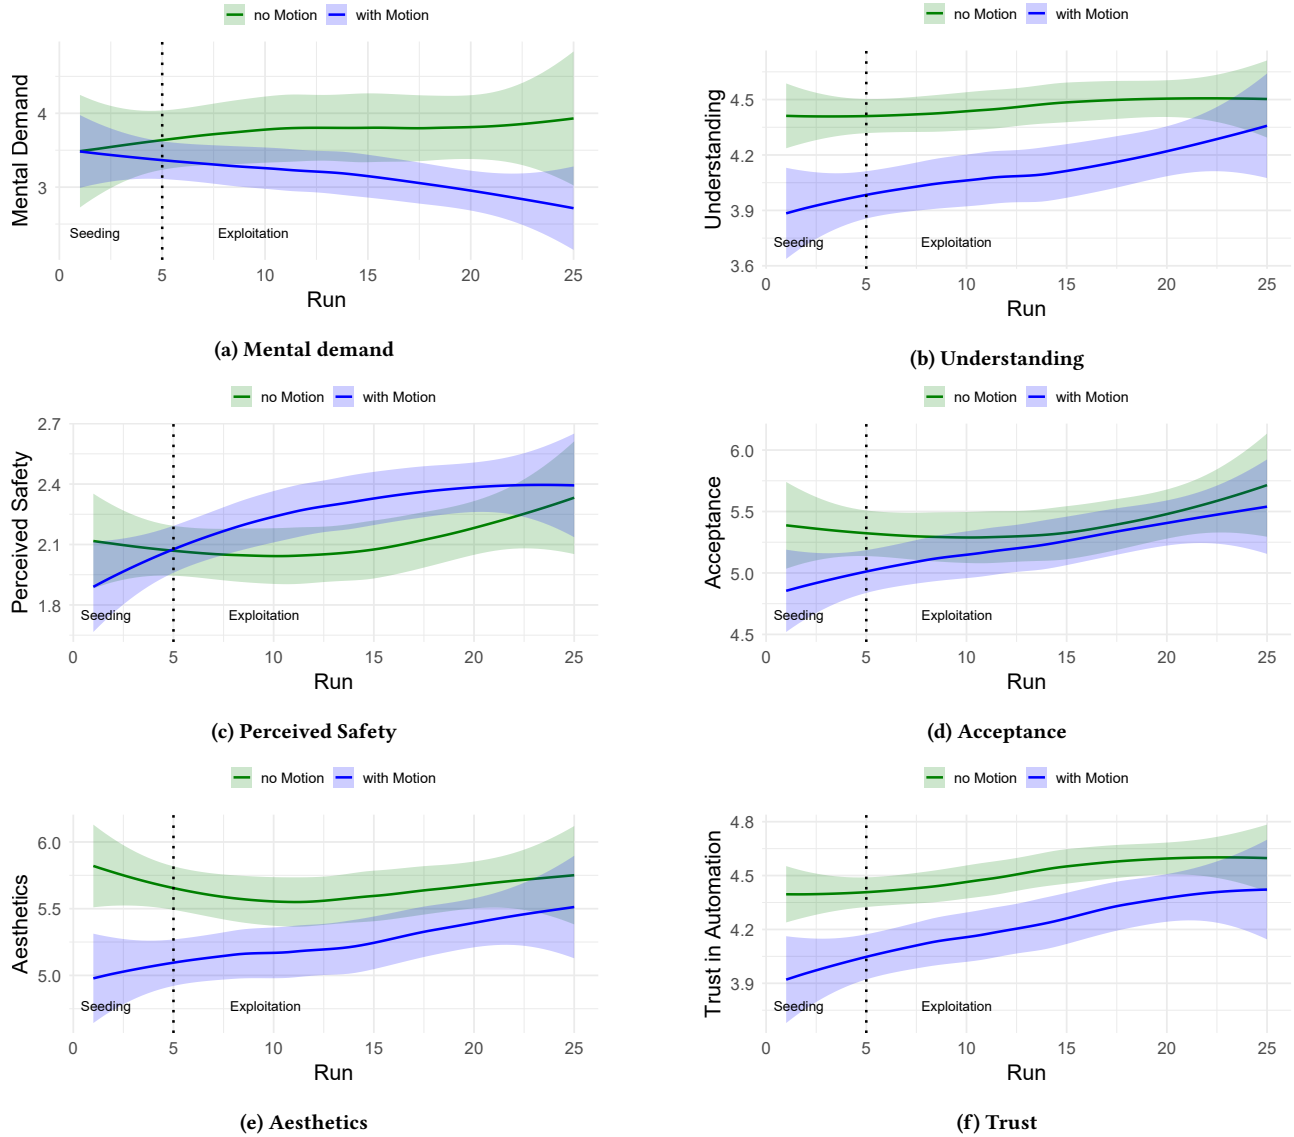 no Motion with Motion
Mental Demand
4
3
Seeding Exploitation
0 5 10 15 20 25
Run
(a) Mental demand
no Motion with Motion
Understanding
4.5
4.2
3.9
3.6
Seeding Exploitation
0 5 10 15 20 25
Run
(b) Understanding
no Motion with Motion
Perceived Safety
2.7
2.4
2.1
1.8
Seeding Exploitation
0 5 10 15 20 25
Run
(c) Perceived Safety
no Motion with Motion
Acceptance
6.0
5.5
5.0
4.5
Seeding Exploitation
0 5 10 15 20 25
Run
(d) Acceptance
no Motion with Motion
Aesthetics
6.0
5.5
5.0
Seeding Exploitation
0 5 10 15 20 25
Run
(e) Aesthetics
no Motion with Motion
Trust in Automation
4.8
4.5
4.2
3.9
Seeding Exploitation
0 5 10 15 20 25
Run
(f) Trust